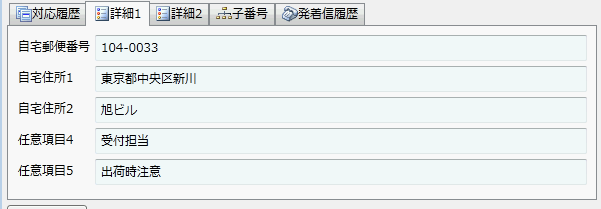 対応履歴 詳細1 詳細2 子番号 発着信履歴
自宅郵便番号 104-0033
自宅住所1 東京都中央区新川
自宅住所2 旭ビル
任意項目4 受付担当
任意項目5 出荷時注意